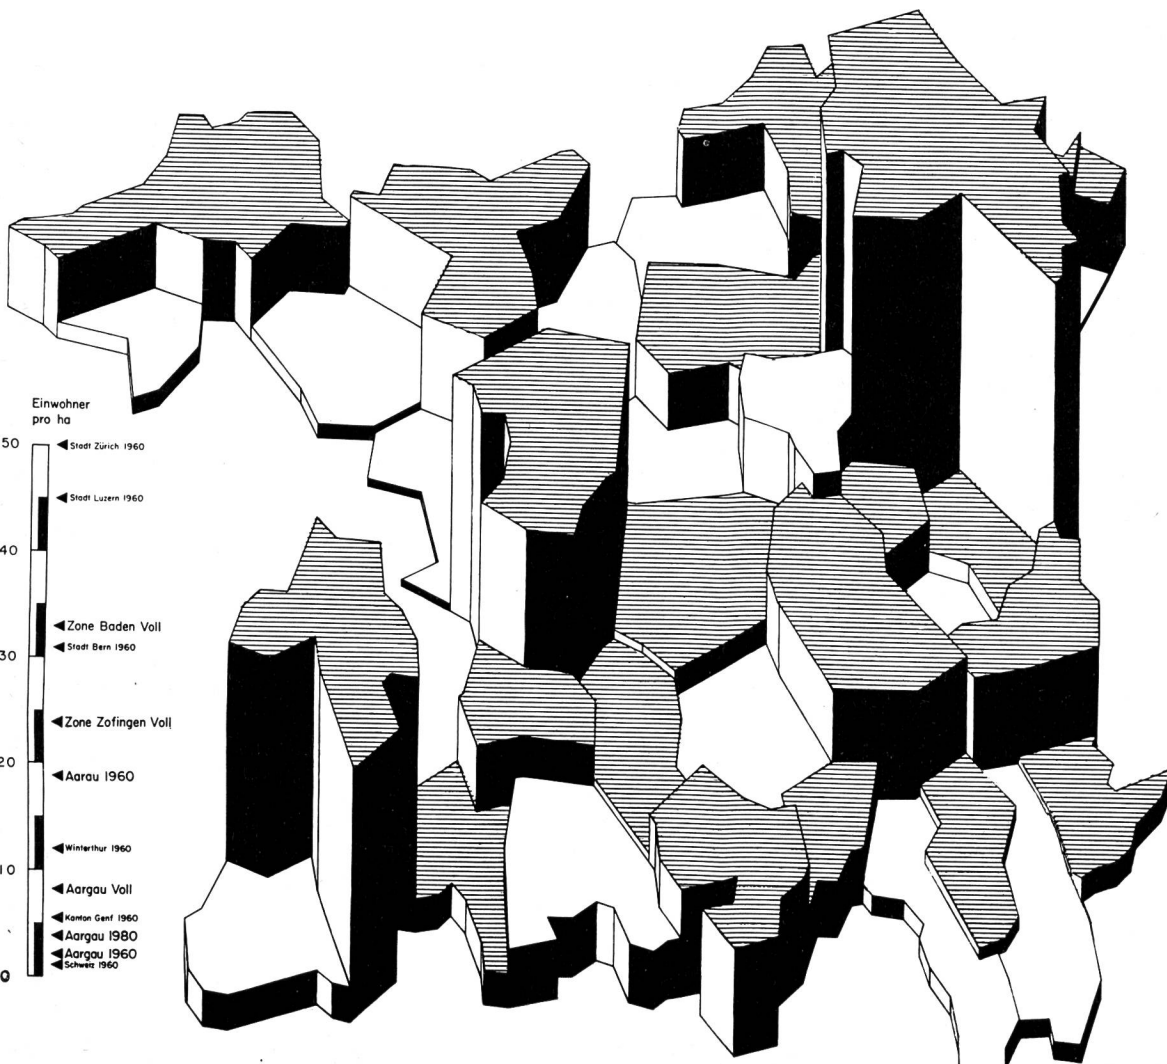 Einwohner
pro ha
50
Stadt Zürich 1960
Stadt Luzern 1960
40
Zone Baden Voll
Stadt Bern 1960
30
Zone Zofingen Voll
20
Aarau 1960
Winterthur 1960
10
Aargau Voll
Kanton Genf 1960
Aargau 1980
Aargau 1960
Schweiz 1960
0